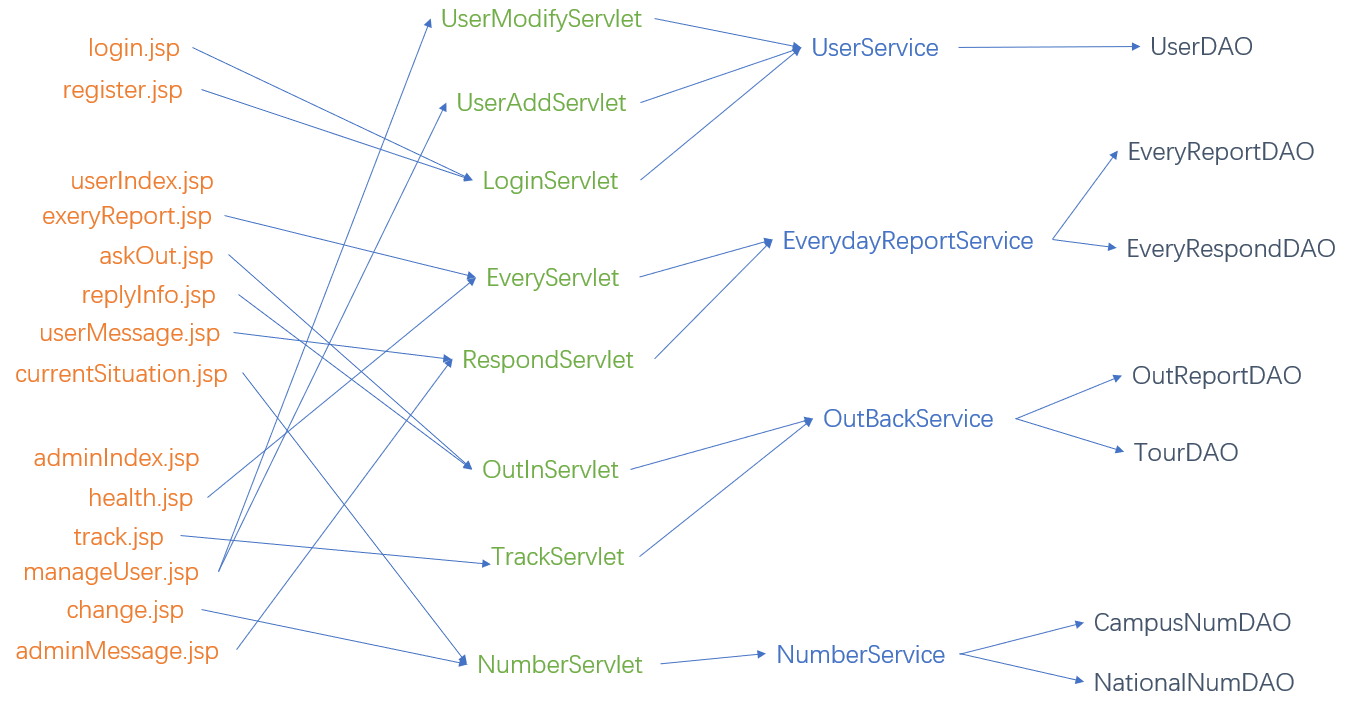 login.jsp
register.jsp
userIndex.jsp
exeryReport.jsp
askOut.jsp
replyInfo.jsp
userMessage.jsp
currentSituation.jsp
adminIndex.jsp
health.jsp
track.jsp
manageUser.jsp
change.jsp
adminMessage.jsp
UserModifyServlet
UserAddServlet
LoginServlet
EveryServlet
RespondServlet
OutInServlet
TrackServlet
NumberServlet
UserService
EverydayReportService
OutBackService
NumberService
UserDAO
EveryReportDAO
EveryRespondDAO
OutReportDAO
TourDAO
CampusNumDAO
NationalNumDAO